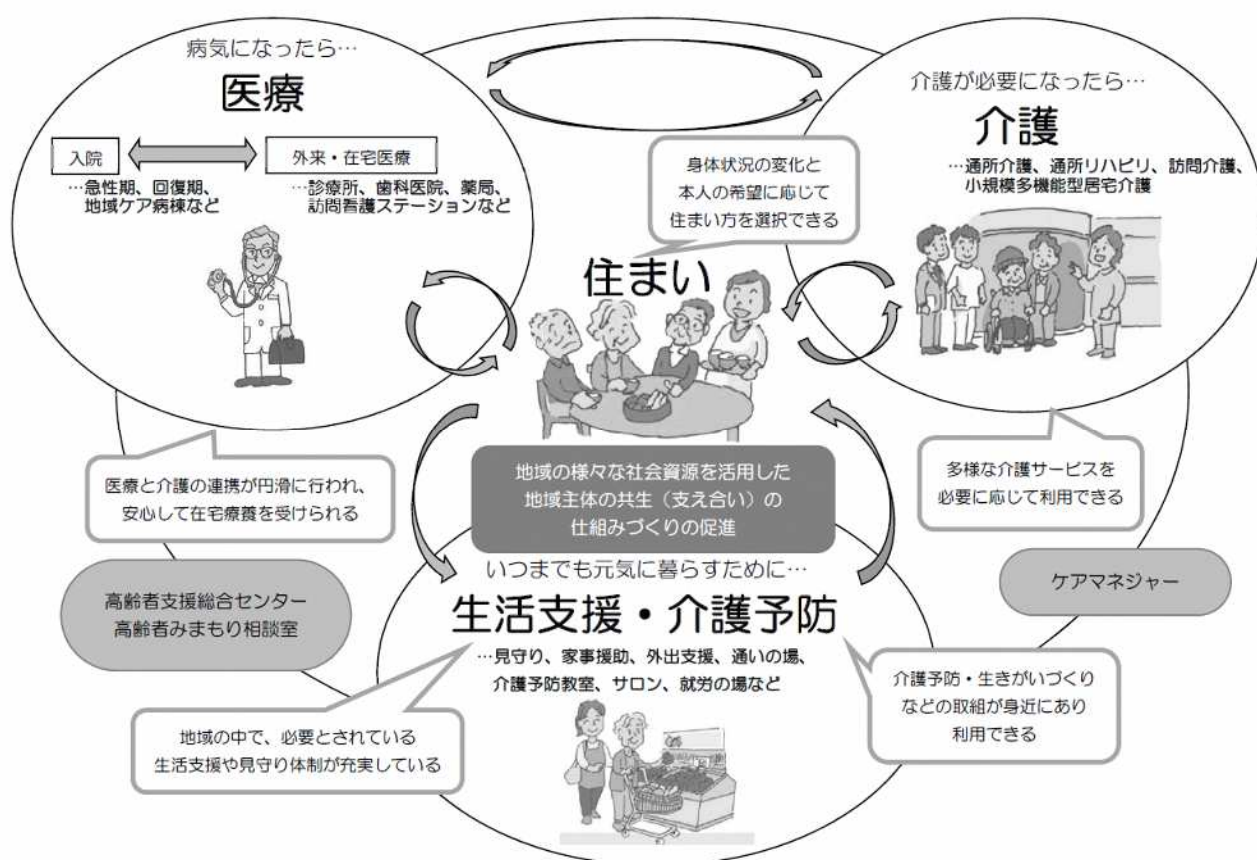 病気になったら…
医療
入院
外来・在宅医療
…急性期、回復期、
地域ケア病棟など
…診療所、歯科医院、薬局、
訪問看護ステーションなど
介護が必要になったら…
介護
…通所介護、通所リハビリ、訪問介護、
小規模多機能型居宅介護
身体状況の変化と
本人の希望に応じて
住まい方を選択できる
住まい
医療と介護の連携が円滑に行われ、
安心して在宅療養を受けられる
地域の様々な社会資源を活用した
地域主体の共生（支え合い）の
仕組みづくりの促進
多様な介護サービスを
必要に応じて利用できる
高齢者支援総合センター
高齢者みまもり相談室
ケアマネジャー
いつまでも元気に暮らすために…
生活支援・介護予防
…見守り、家事援助、外出支援、通いの場、
介護予防教室、サロン、就労の場など
地域の中で、必要とされている
生活支援や見守り体制が充実している
介護予防・生きがいづくり
などの取組が身近にあり
利用できる